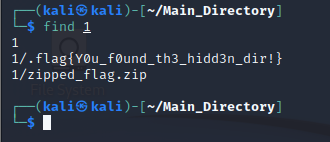 ┌──(kali㉿kali)-[~/Main_Directory]
└─$ find 1
1
1/.flag{Y0u_f0und_th3_hidd3n_dir!}
1/zipped_flag.zip
┌──(kali㉿kali)-[~/Main_Directory]
└─$